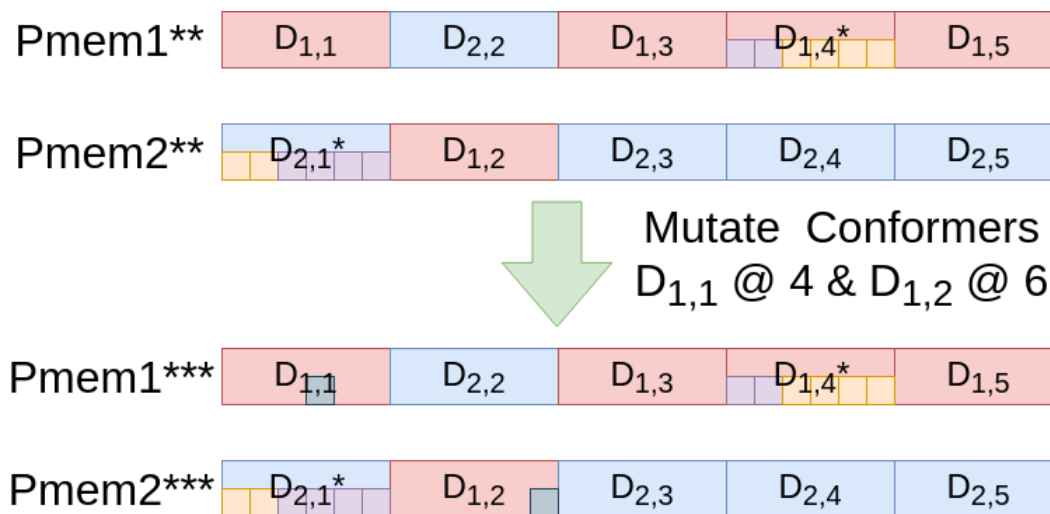 Pmem1** D1,1 D2,2 D1,3 D1,4* D1,5
Pmem2** D2,1* D1,2 D2,3 D2,4 D2,5
Mutate Conformers
D1,1 @ 4 & D1,2 @ 6
Pmem1*** D1,1 D2,2 D1,3 D1,4* D1,5
Pmem2*** D2,1* D1,2 D2,3 D2,4 D2,5